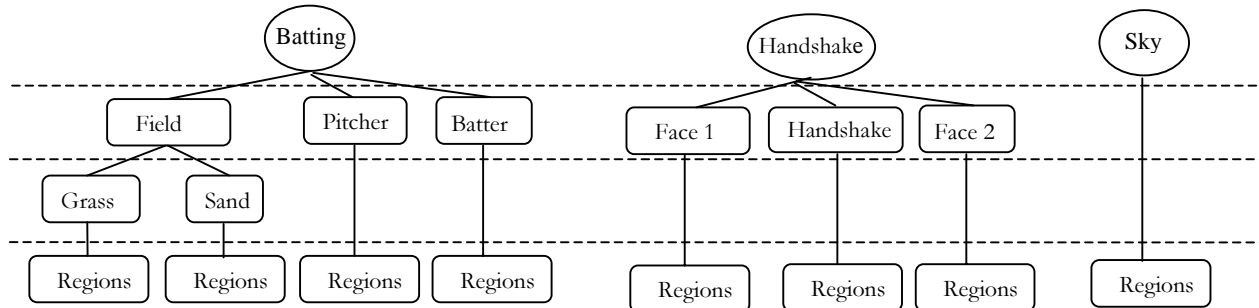 Batting
Handshake
Sky
Field
Pitcher
Batter
Face 1
Handshake
Face 2
Grass
Sand
Regions
Regions
Regions
Regions
Regions
Regions
Regions
Regions